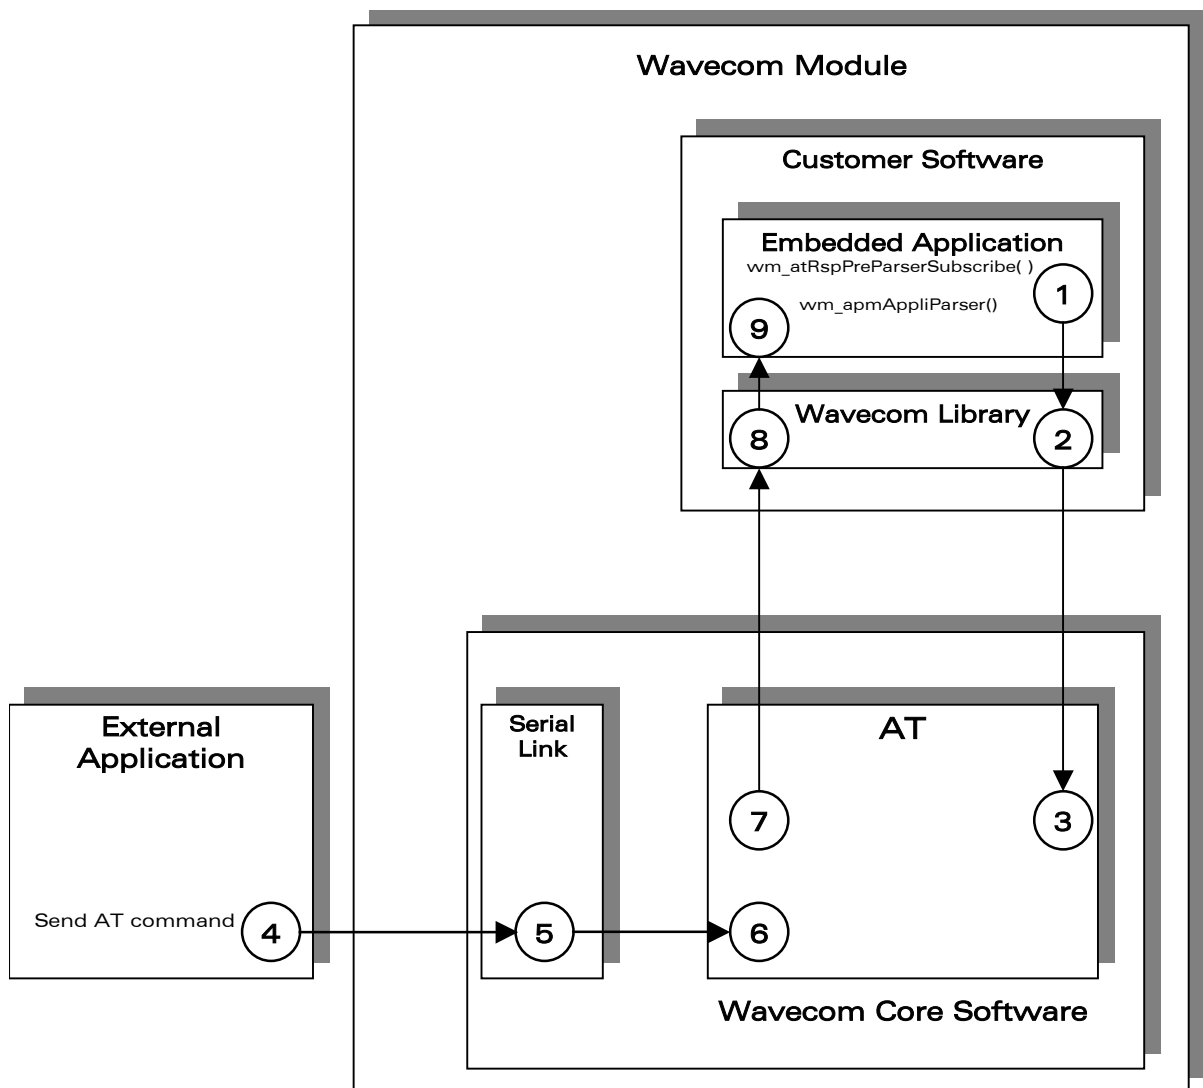 Wavecom Module
Customer Software
Embedded Application
wm_atRspPreParserSubscribe( )
1
wm_apmAppliParser()
9
Wavecom Library
8
2
External
Application
Serial
Link
AT
7
3
Send AT command
4
5
6
Wavecom Core Software